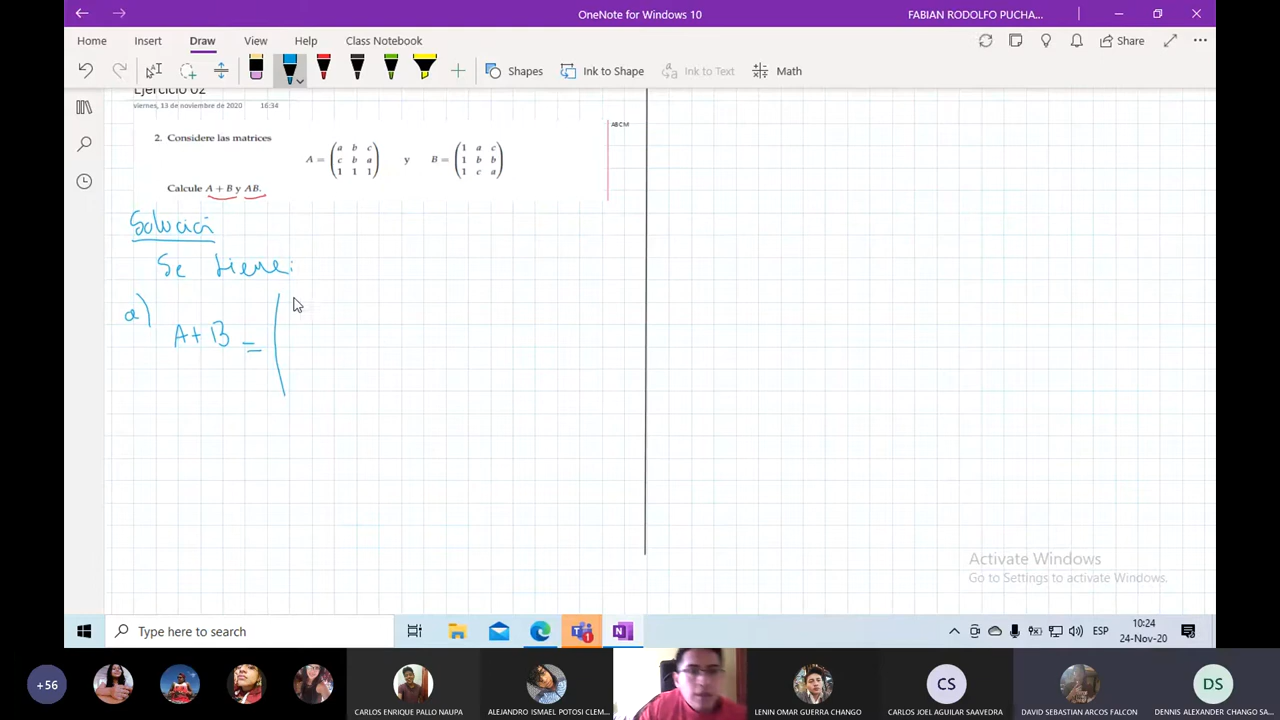 OneNote for Windows 10
FABIAN RODOLFO PUCHA...
Home Insert Draw View Help Class Notebook
Share
Shapes Ink to Shape Ink to Text Math
Ejercicio 02
viernes, 13 de noviembre de 2020 16:34
ABCM
2. Considere las matrices
A = ( a b c
c b a
1 1 1 )
y
B = ( 1 a c
1 b b
1 c a )
Calcule A + B y AB.
Se tiene:
a)
A+B =
Activate Windows
Go to Settings to activate Windows.
Type here to search
1
ESP
10:24
24-Nov-20
+56
CS
DS
CARLOS ENRIQUE PALLO NAUPA
ALEJANDRO ISMAEL POTOSI CLEM...
LENIN OMAR GUERRA CHANGO
CARLOS JOEL AGUILAR SAAVEDRA
DAVID SEBASTIAN ARCOS FALCON
DENNIS ALEXANDER CHANGO SA...